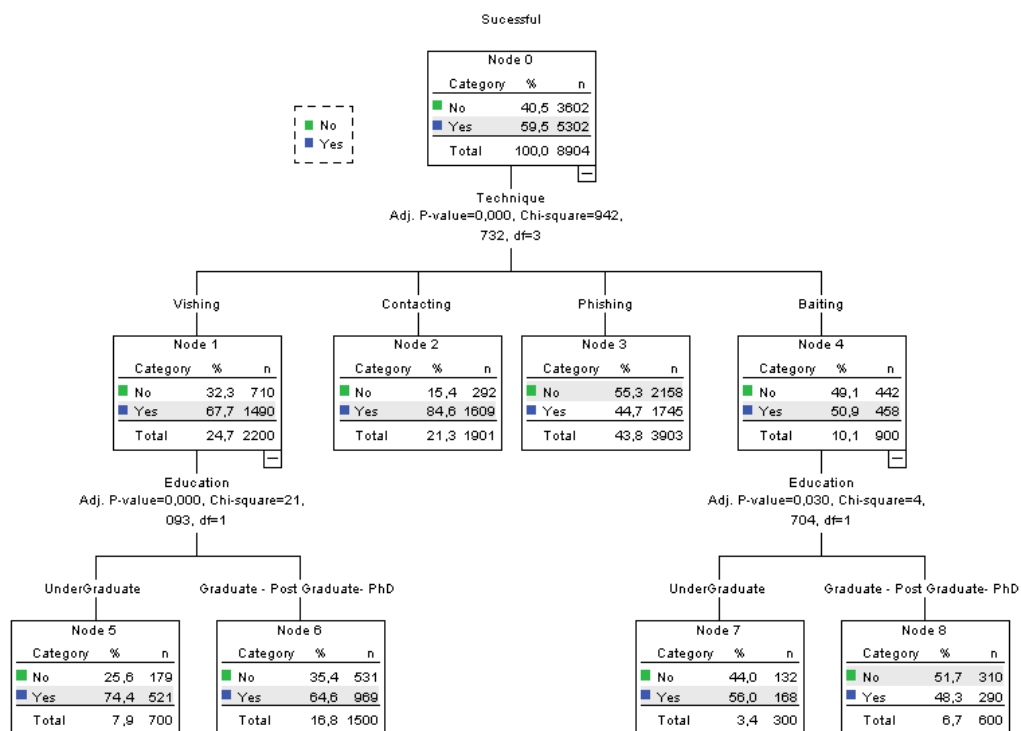 Sucessful
Node 0
Category % n
No 40,5 3602
Yes 59,5 5302
Total 100,0 8904
No
Yes
Technique
Adj. P-value=0,000, Chi-square=942,
732, df=3
Vishing
Contacting
Phishing
Baiting
Node 1
Category % n
No 32,3 710
Yes 67,7 1490
Total 24,7 2200
Node 2
Category % n
No 15,4 292
Yes 84,6 1609
Total 21,3 1901
Node 3
Category % n
No 55,3 2158
Yes 44,7 1745
Total 43,8 3903
Node 4
Category % n
No 49,1 442
Yes 50,9 458
Total 10,1 900
Education
Adj. P-value=0,000, Chi-square=21,
093, df=1
Education
Adj. P-value=0,030, Chi-square=4,
704, df=1
UnderGraduate
Graduate - Post Graduate- PhD
UnderGraduate
Graduate - Post Graduate- PhD
Node 5
Category % n
No 25,6 179
Yes 74,4 521
Total 7,9 700
Node 6
Category % n
No 35,4 531
Yes 64,6 969
Total 16,8 1500
Node 7
Category % n
No 44,0 132
Yes 56,0 168
Total 3,4 300
Node 8
Category % n
No 51,7 310
Yes 48,3 290
Total 6,7 600